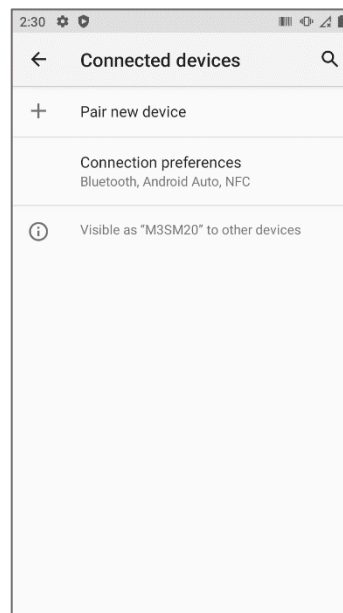 2:30
Connected devices
Pair new device
Connection preferences
Bluetooth, Android Auto, NFC
Visible as “M3SM20” to other devices